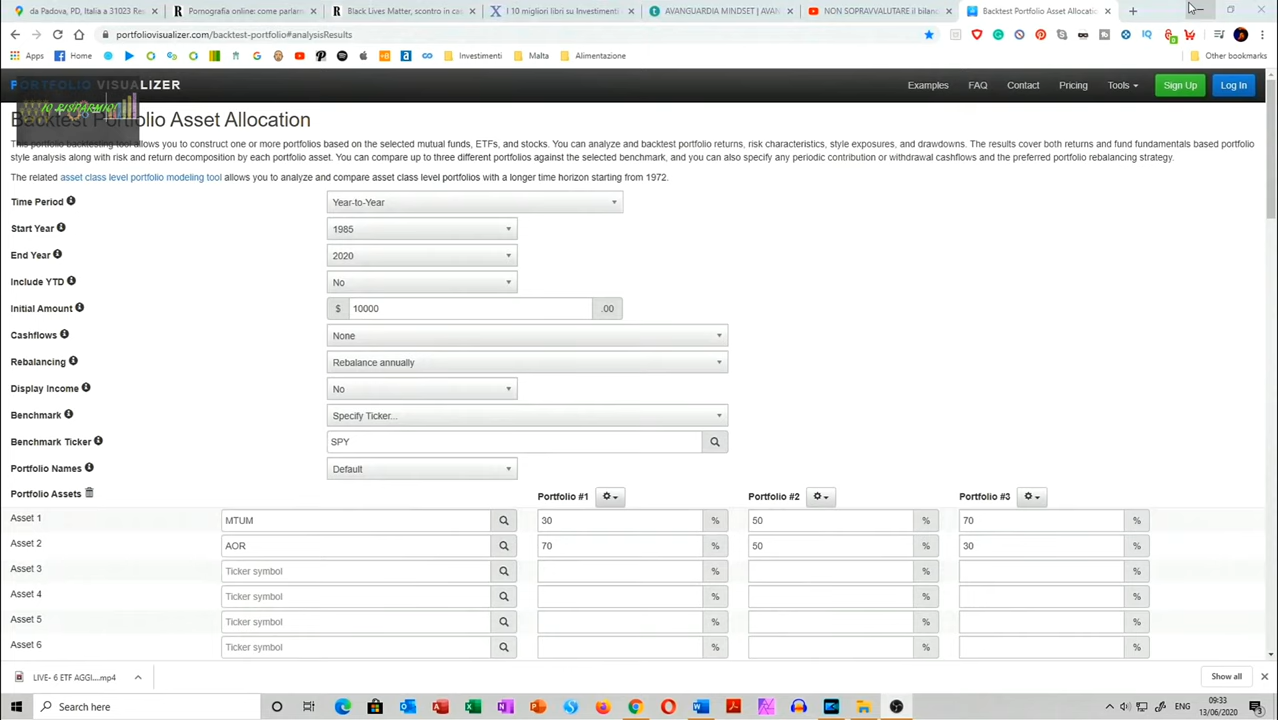 da Padova, PD, Italia a 31023 Res
Pornografia online: come parlarn
Black Lives Matter, scontro in ca
I 10 migliori libri su Investimenti
AVANGUARDIA MINDSET | AVAN
NON SOPRAVVALUTARE il bilan
Backtest Portfolio Asset Allocatio
portfoliovisualizer.com/backtest-portfolio#analysisResults
Apps
Home
Investimenti
Malta
Alimentazione
Other bookmarks
PORTFOLIO VISUALIZER
Examples
FAQ
Contact
Pricing
Tools
Sign Up
Log In
IO RISPARMIO!
Backtest Portfolio Asset Allocation
This portfolio backtesting tool allows you to construct one or more portfolios based on the selected mutual funds, ETFs, and stocks. You can analyze and backtest portfolio returns, risk characteristics, style exposures, and drawdowns. The results cover both returns and fund fundamentals based portfolio
style analysis along with risk and return decomposition by each portfolio asset. You can compare up to three different portfolios against the selected benchmark, and you can also specify any periodic contribution or withdrawal cashflows and the preferred portfolio rebalancing strategy.
The related asset class level portfolio modeling tool allows you to analyze and compare asset class level portfolios with a longer time horizon starting from 1972.
Time Period Year-to-Year
Start Year 1985
End Year 2020
Include YTD No
Initial Amount $ 10000 .00
Cashflows None
Rebalancing Rebalance annually
Display Income No
Benchmark Specify Ticker...
Benchmark Ticker SPY
Portfolio Names Default
Portfolio Assets Portfolio #1 Portfolio #2 Portfolio #3
Asset 1 MTUM 30 % 50 % 70 %
Asset 2 AOR 70 % 50 % 30 %
Asset 3 Ticker symbol % % %
Asset 4 Ticker symbol % % %
Asset 5 Ticker symbol % % %
Asset 6 Ticker symbol % % %
LIVE- 6 ETF AGGI....mp4
Show all
Search here
ENG
09:33
13/06/2020